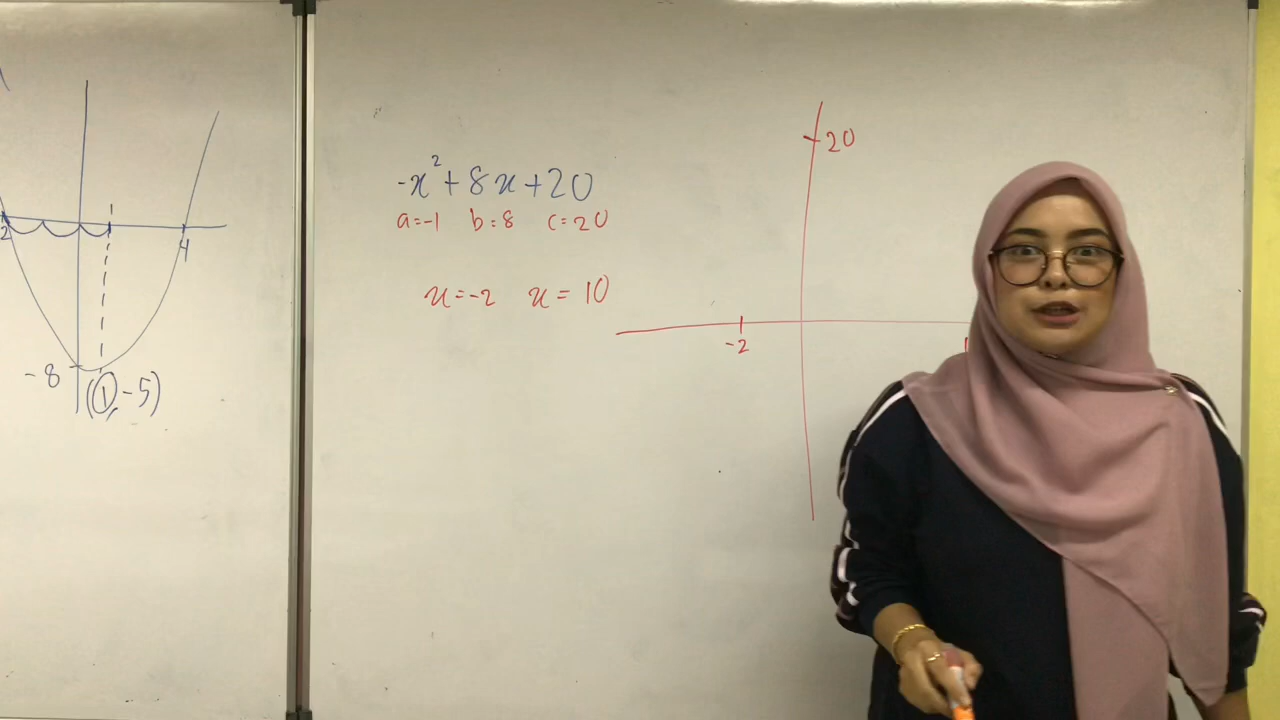 2
4
-8
(1, -5)
-x² + 8x + 20
a=-1 b=8 c=20
x=-2 x=10
20
-2